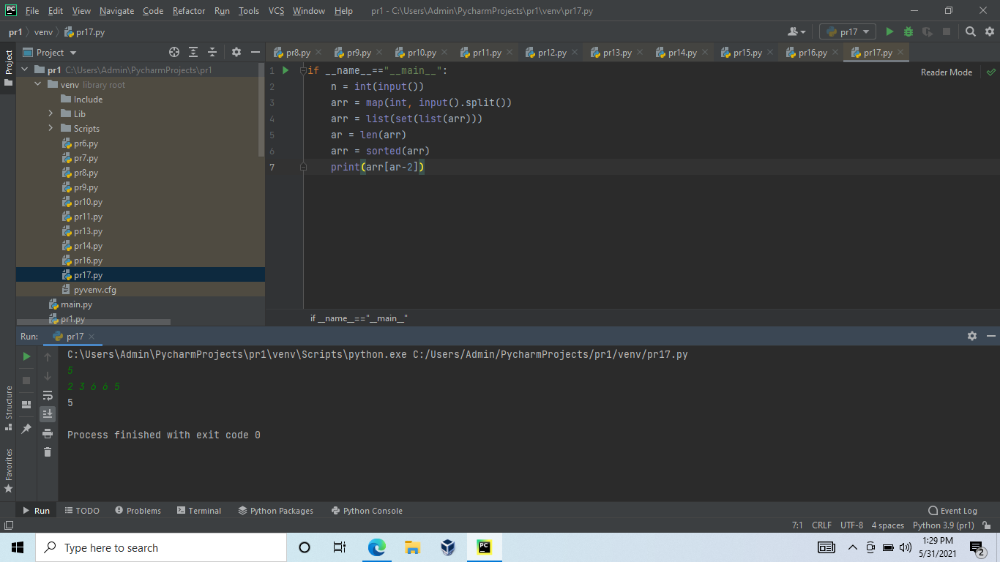 File Edit View Navigate Code Refactor Run Tools VCS Window Help pr1 - C:\Users\Admin\PycharmProjects\pr1\venv\pr17.py
pr1 venv pr17.py
pr17
Project
Project
pr8.py pr9.py pr10.py pr11.py pr12.py pr13.py pr14.py pr15.py pr16.py pr17.py
pr1 C:\Users\Admin\PycharmProjects\pr1
venv library root
Include
Lib
Scripts
pr6.py
pr7.py
pr8.py
pr9.py
pr10.py
pr11.py
pr13.py
pr14.py
pr16.py
pr17.py
pyvenv.cfg
main.py
pr1.py
1 if __name__=="__main__":
2 n = int(input())
3 arr = map(int, input().split())
4 arr = list(set(list(arr)))
5 ar = len(arr)
6 arr = sorted(arr)
7 print(arr[ar-2])
Reader Mode
if __name__=="__main__"
Run: pr17
C:\Users\Admin\PycharmProjects\pr1\venv\Scripts\python.exe C:/Users/Admin/PycharmProjects/pr1/venv/pr17.py
5
2 3 6 6 5
5
Process finished with exit code 0
Structure
Favorites
Run TODO Problems Terminal Python Packages Python Console Event Log
7:1 CRLF UTF-8 4 spaces Python 3.9 (pr1)
Type here to search
PC
1:29 PM
5/31/2021
2